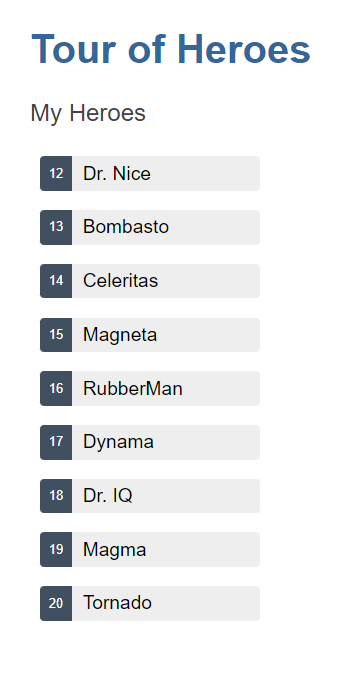 Tour of Heroes
My Heroes
12 Dr. Nice
13 Bombasto
14 Celeritas
15 Magneta
16 RubberMan
17 Dynama
18 Dr. IQ
19 Magma
20 Tornado